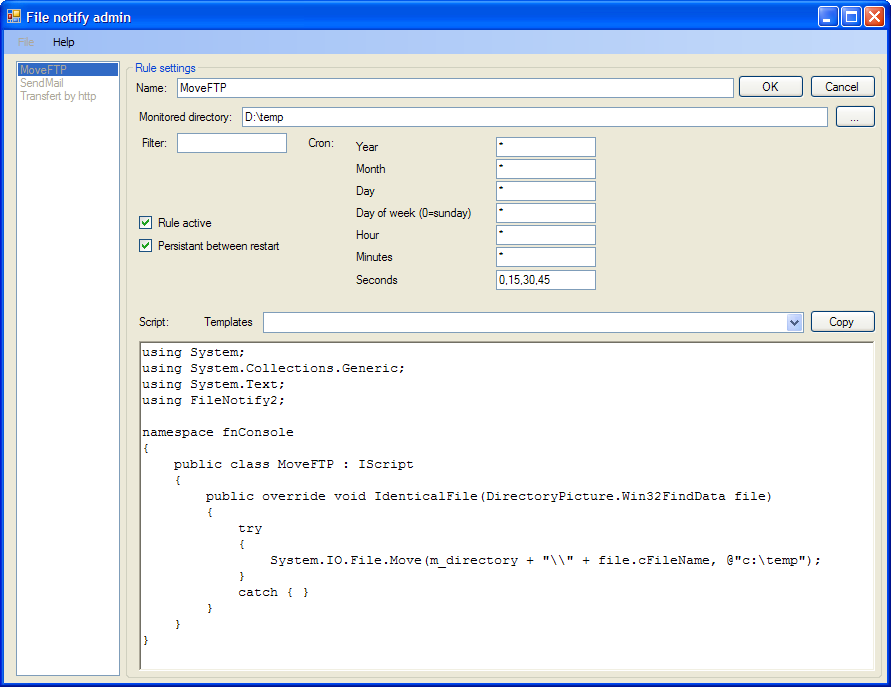 File notify admin
File Help
MoveFTP
SendMail
Transfert by http
Rule settings
Name: MoveFTP OK Cancel
Monitored directory: D:\temp ...
Filter: Cron: Year *
Month *
Day *
Day of week (0=sunday) *
Rule active
Hour *
Persistant between restart
Minutes *
Seconds 0,15,30,45
Script: Templates Copy
using System;
using System.Collections.Generic;
using System.Text;
using FileNotify2;
namespace fnConsole
{
public class MoveFTP : IScript
{
public override void IdenticalFile(DirectoryPicture.Win32FindData file)
{
try
{
System.IO.File.Move(m_directory + "\\" + file.cFileName, @"c:\temp");
}
catch { }
}
}
}